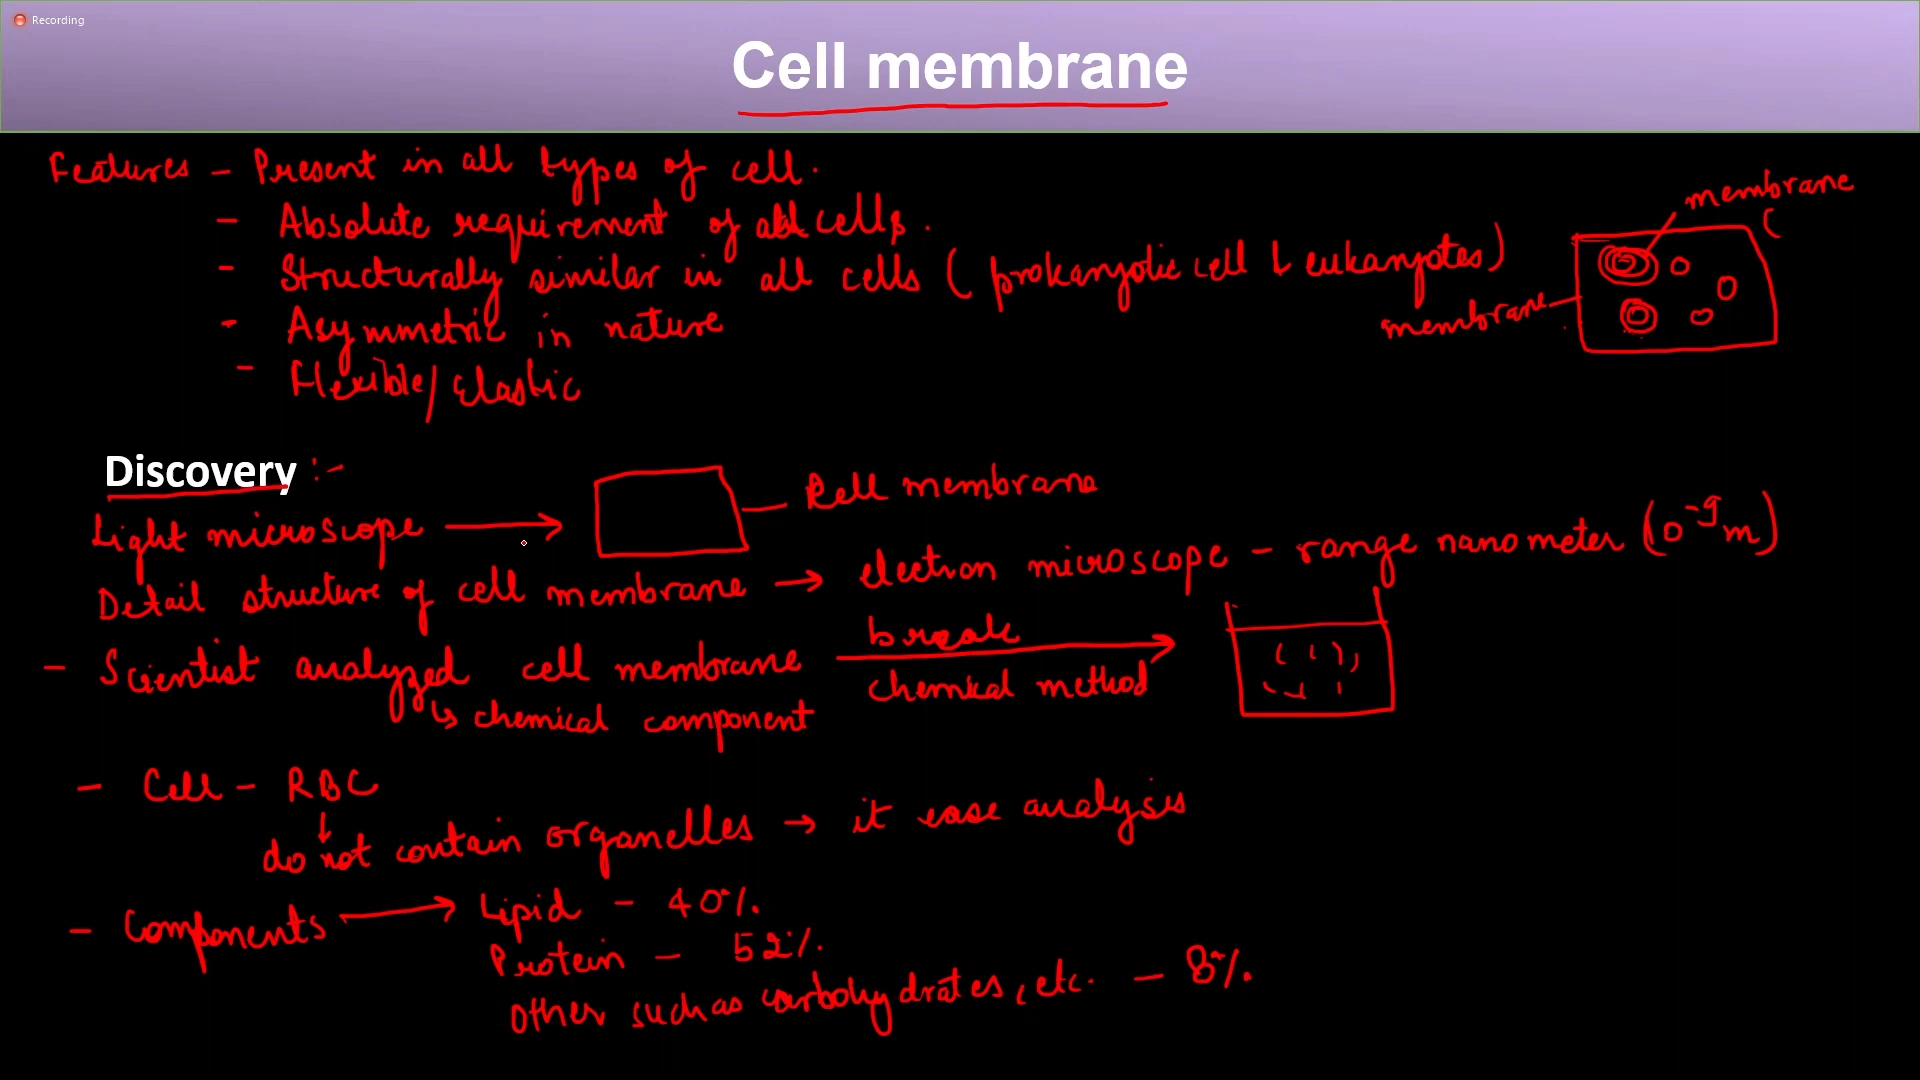 Recording
Cell membrane
Features - Present in all types of cell.
- Absolute requirement of all cells.
- Structurally similar in all cells (prokaryotic cell & eukaryotes)
membrane
membrane
- Asymmetric in nature
- Flexible/Elastic
Discovery :-
Light microscope → Cell membrane
Detail structure of cell membrane → electron microscope - range nanometer (10⁻⁹m)
- Scientist analyzed cell membrane break
chemical method
↳ chemical component
- Cell - RBC
↓
do not contain organelles → it ease analysis
- Components → Lipid - 40%.
Protein - 52%.
Other such as carbohydrates, etc. - 8%.